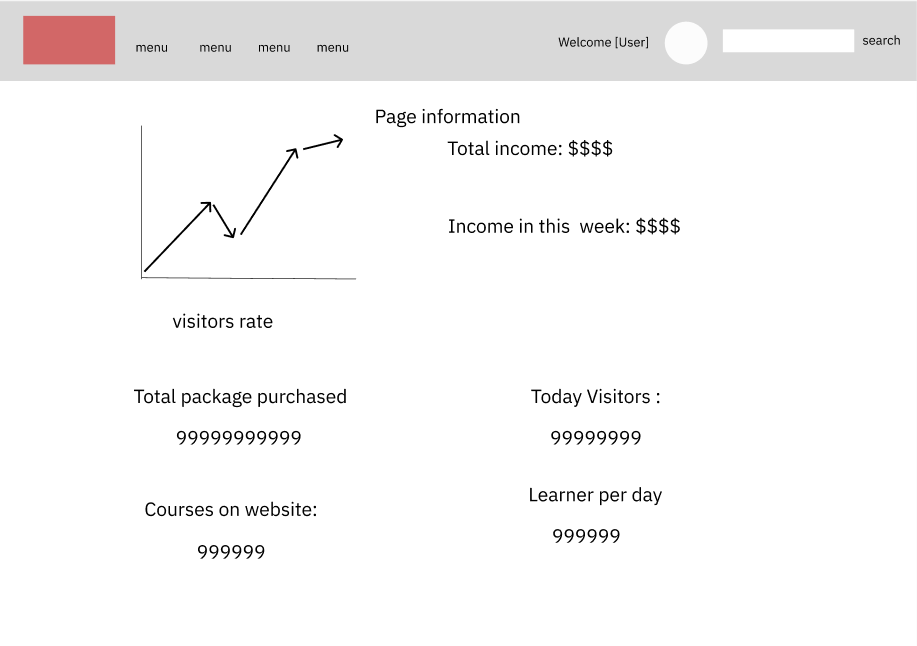 menu
menu
menu
menu
Welcome [User]
search
Page information
Total income: $$$$
Income in this  week: $$$$
visitors rate
Total package purchased
99999999999
Today Visitors :
99999999
Courses on website:
999999
Learner per day
999999